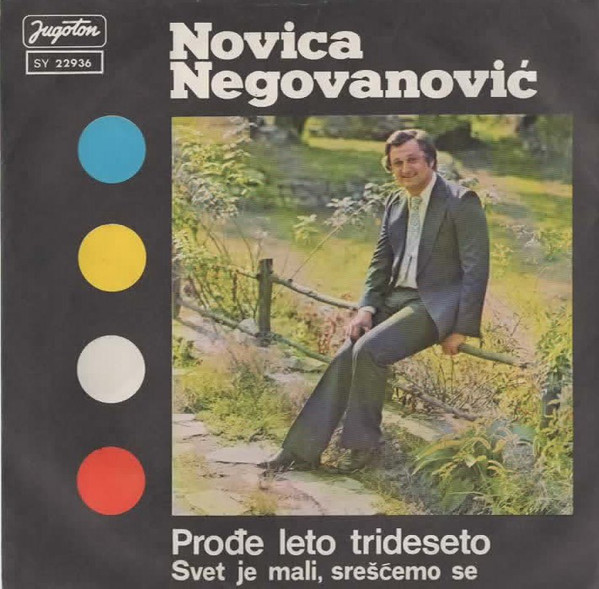 Jugoton
SY 22936
Novica
Negovanović
Prođe leto trideseto
Svet je mali, srešćemo se